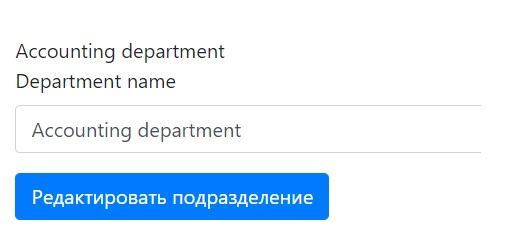 Accounting department
Department name
Accounting department
Редактировать подразделение